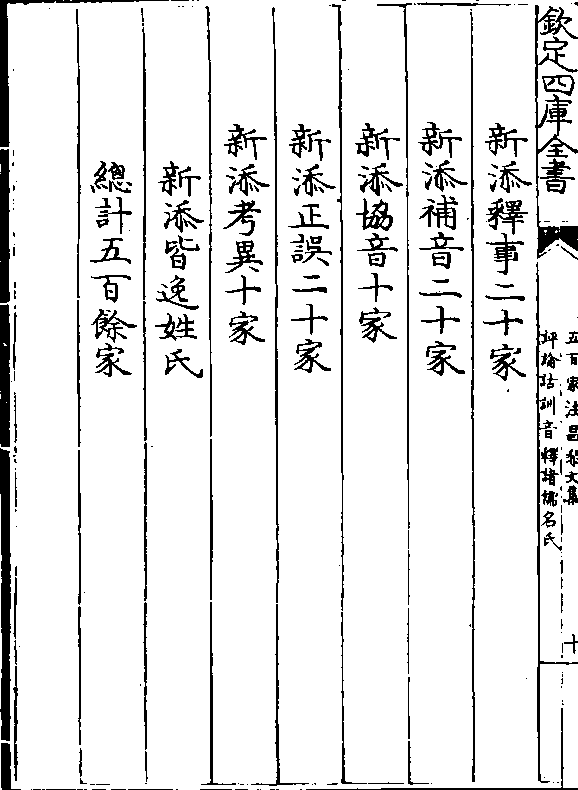 欽定四庫全書
五百家注昌黎文集
評論詁訓音釋諸儒名氏
十
新添釋事二十家
新添補音二十家
新添協音十家
新添正誤二十家
新添考異十家
新添皆逸姓氏
總計五百餘家